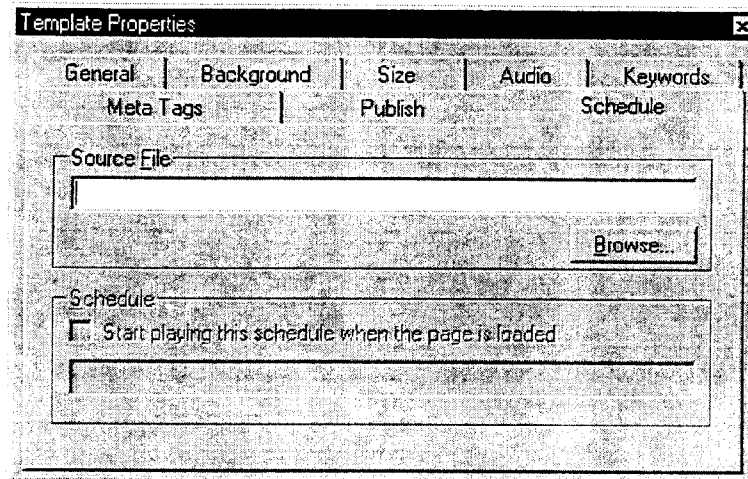 Template Properties
General Background Size Audio Keywords
Meta Tags Publish Schedule
Source File
Browse...
Schedule
Start playing this schedule when the page is loaded